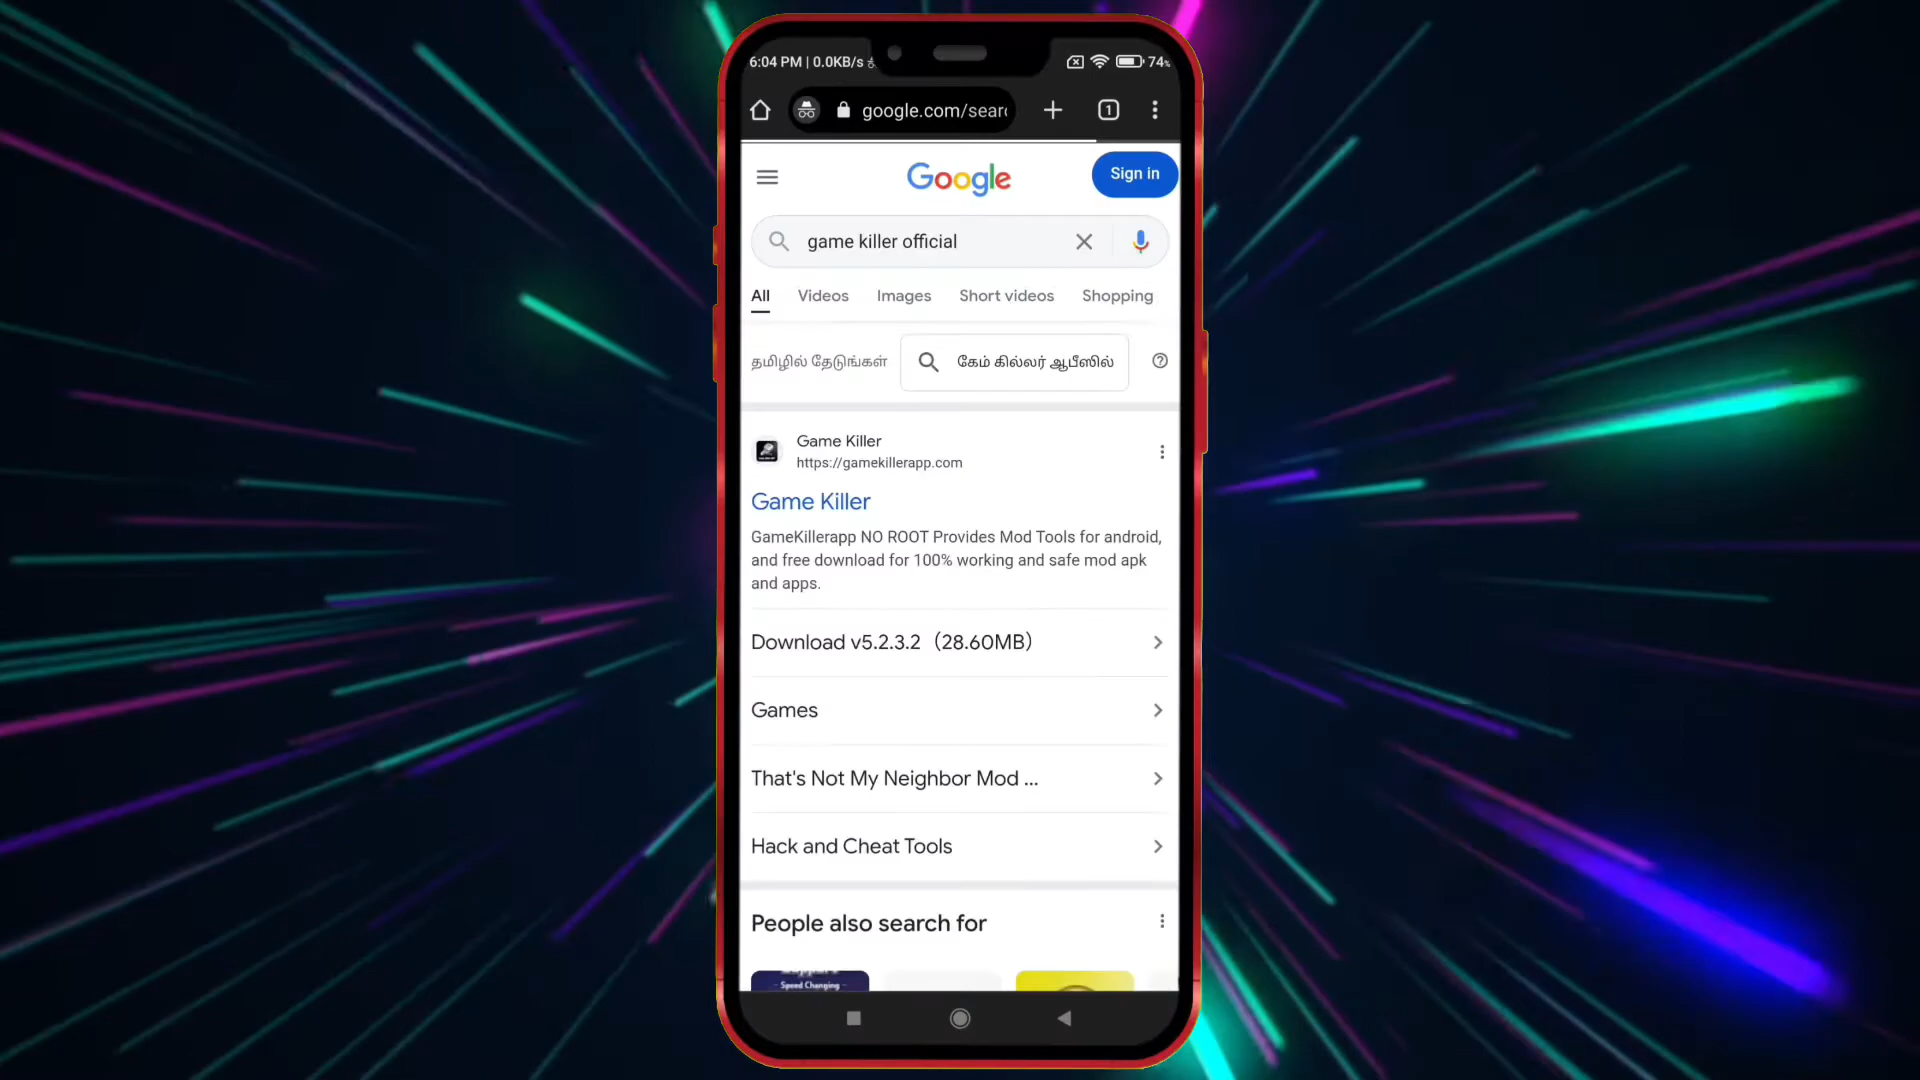 6:04 PM | 0.0KB/s
74%
google.com/sear
1
Google
Sign in
game killer official
All Videos Images Short videos Shopping
தமிழில் தேடுங்கள் கேம் கில்லர் ஆபீஸில்
Game Killer
https://gamekillerapp.com
Game Killer
GameKillerapp NO ROOT Provides Mod Tools for android,
and free download for 100% working and safe mod apk
and apps.
Download v5.2.3.2（28.60MB）
Games
That's Not My Neighbor Mod ...
Hack and Cheat Tools
People also search for
- Speed Changing -